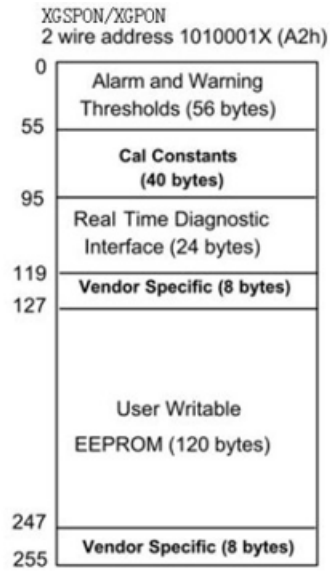 XGSPON/XGPON
2 wire address 1010001X (A2h)
0
Alarm and Warning
Thresholds (56 bytes)
55
Cal Constants
(40 bytes)
95
Real Time Diagnostic
Interface (24 bytes)
119
Vendor Specific (8 bytes)
127
User Writable
EEPROM (120 bytes)
247
Vendor Specific (8 bytes)
255